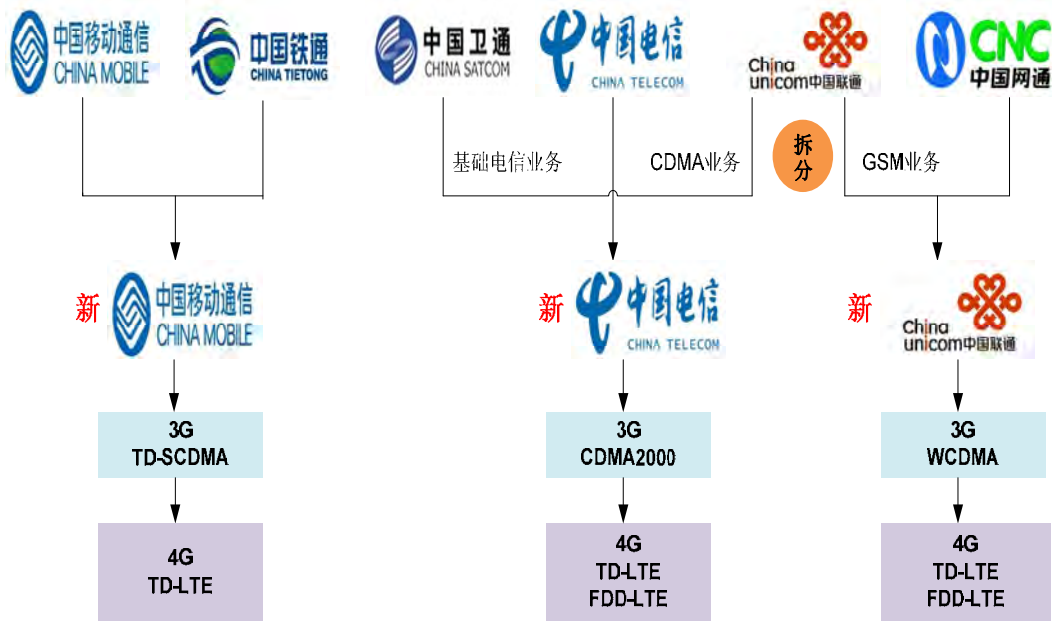 中国移动通信
CHINA MOBILE
中国铁通
CHINA TIETONG
中国卫通
CHINA SATCOM
中国电信
CHINA TELECOM
China
unicom中国联通
CNC
中国网通
基础电信业务
CDMA业务
拆
分
GSM业务
新
中国移动通信
CHINA MOBILE
新
中国电信
CHINA TELECOM
新
China
unicom中国联通
3G
TD-SCDMA
3G
CDMA2000
3G
WCDMA
4G
TD-LTE
4G
TD-LTE
FDD-LTE
4G
TD-LTE
FDD-LTE